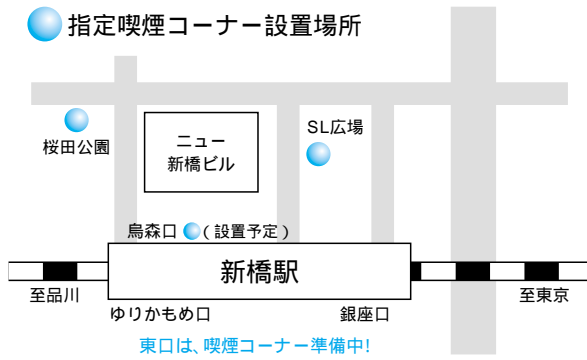 指定喫煙コーナー設置場所
桜田公園
ニュー
新橋ビル
SL広場
烏森口
(設置予定)
新橋駅
至品川
至東京
ゆりかもめ口
銀座口
東口は、喫煙コーナー準備中!